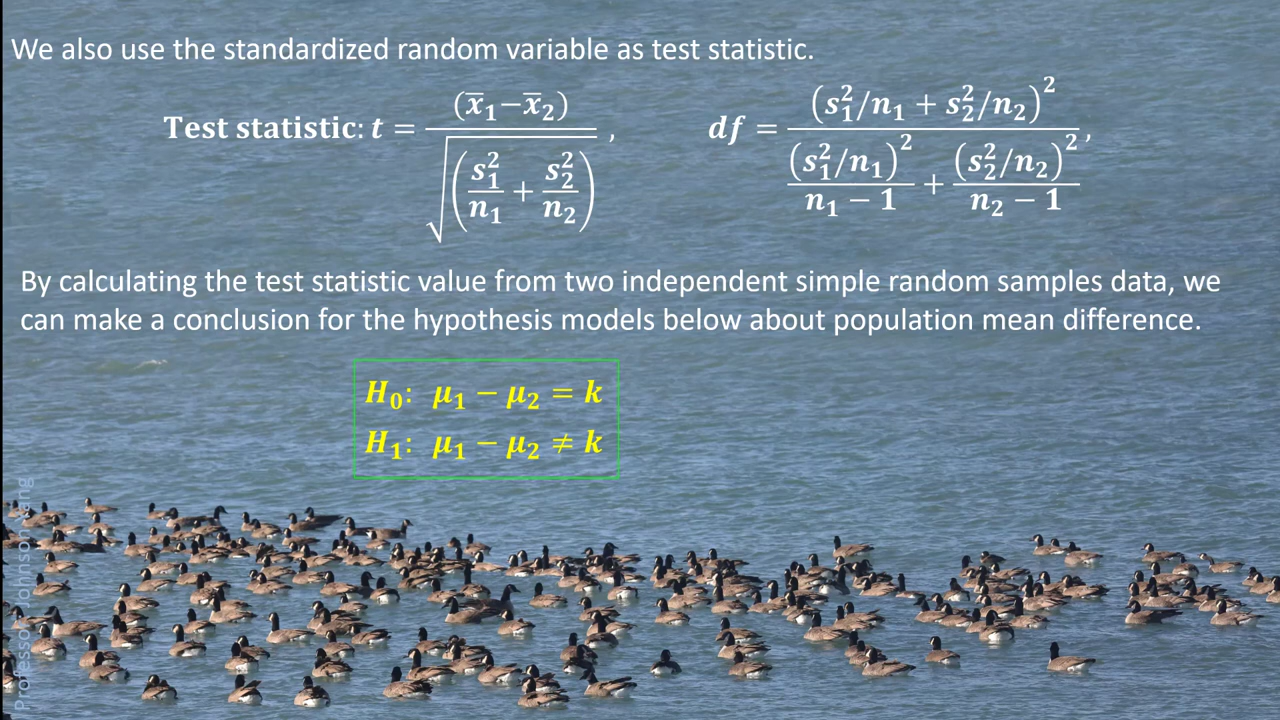 We also use the standardized random variable as test statistic.
Test statistic: t = (x̅₁−x̅₂) / √(s₁²/n₁ + s₂²/n₂) , df = (s₁²/n₁ + s₂²/n₂)² / ((s₁²/n₁)²/(n₁ − 1) + (s₂²/n₂)²/(n₂ − 1)) ,
By calculating the test statistic value from two independent simple random samples data, we
can make a conclusion for the hypothesis models below about population mean difference.
H₀: μ₁ − μ₂ = k
H₁: μ₁ − μ₂ ≠ k
Professor Johnson